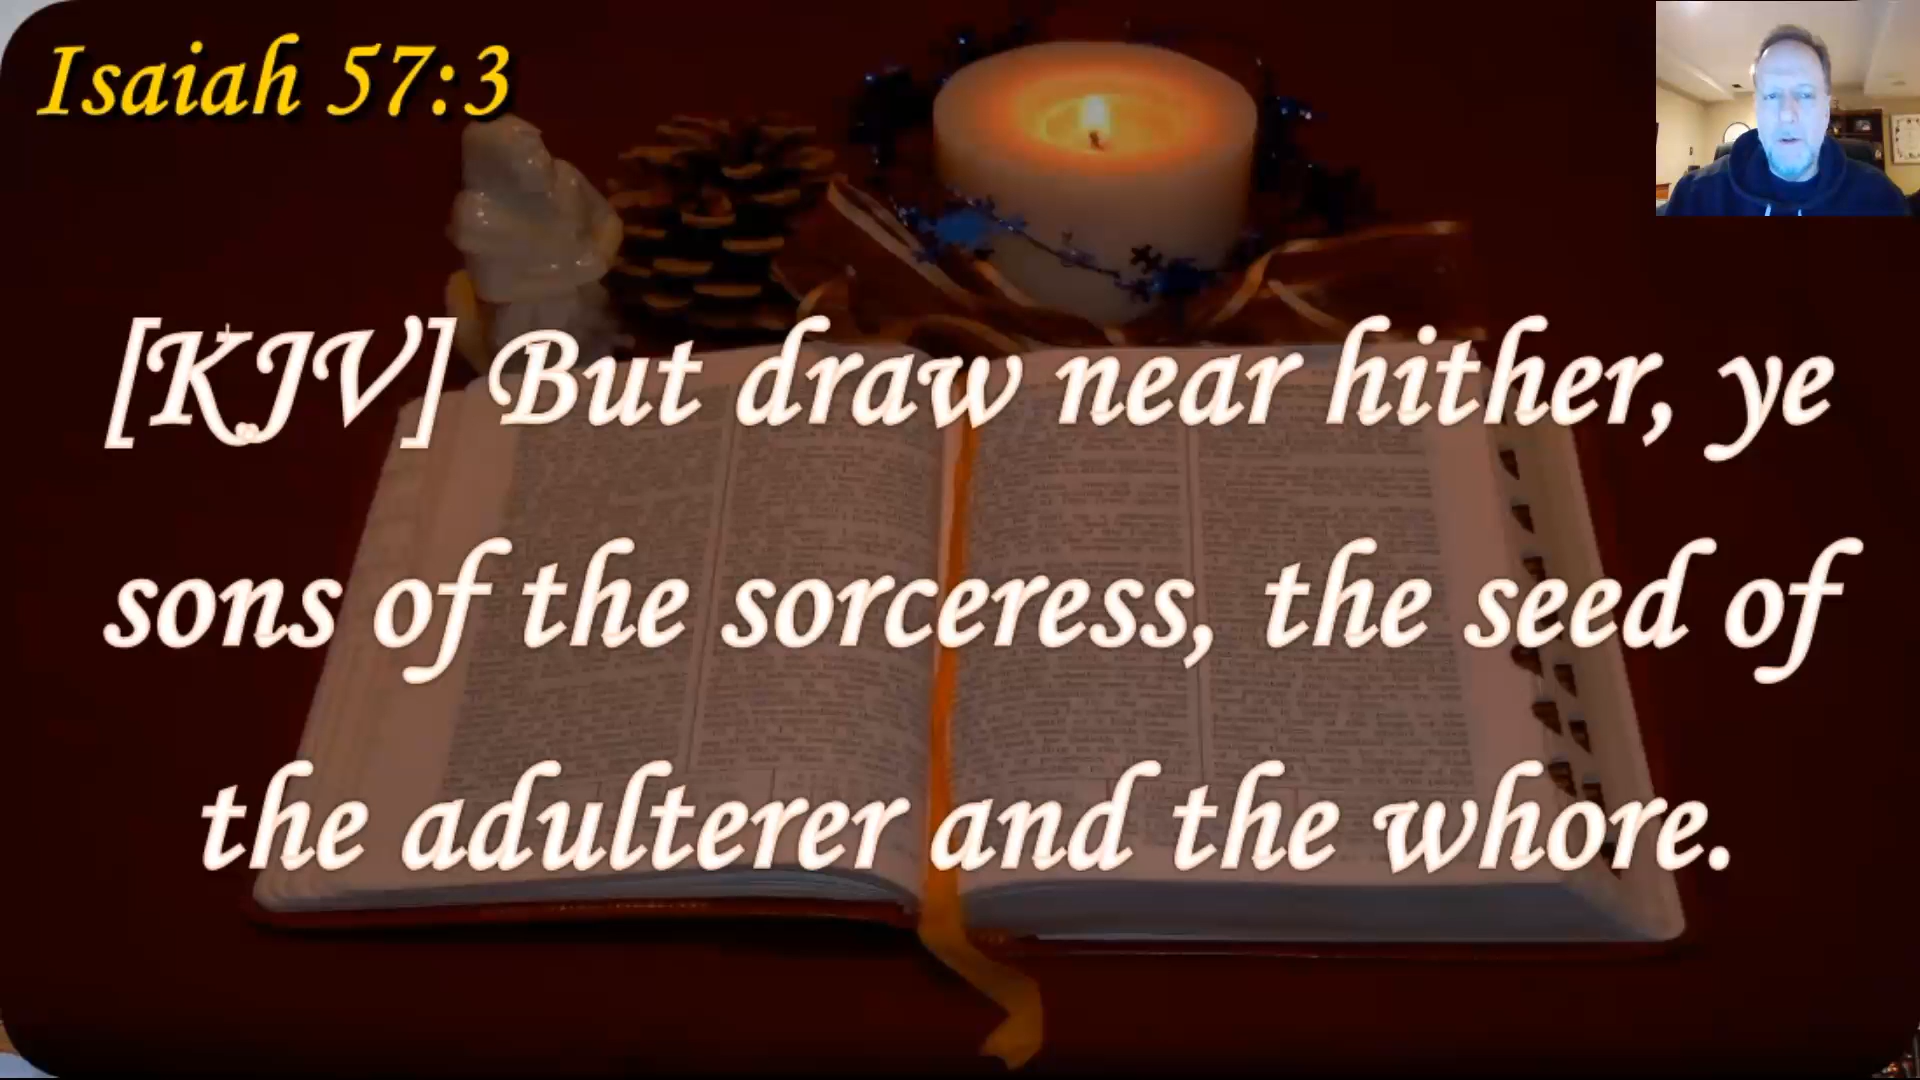 Isaiah 57:3
[KJV] But draw near hither, ye
sons of the sorceress, the seed of
the adulterer and the whore.